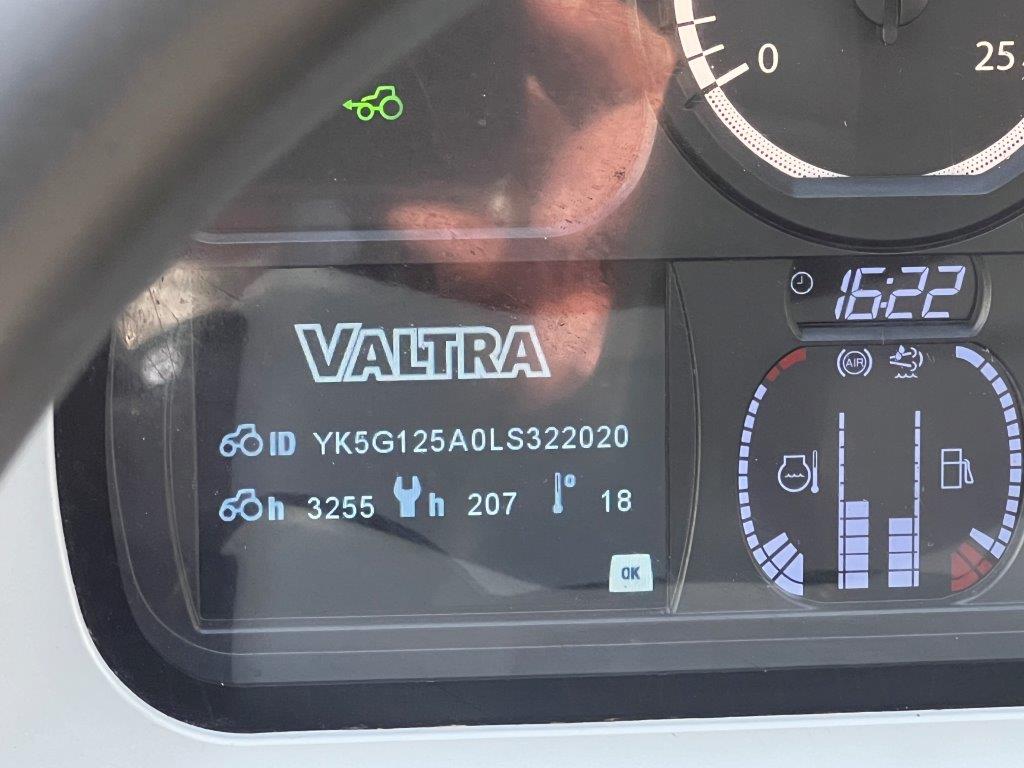 0
25
16:22
AIR
VALTRA
ID YK5G125A0LS322020
h 3255 h 207 ° 18
OK